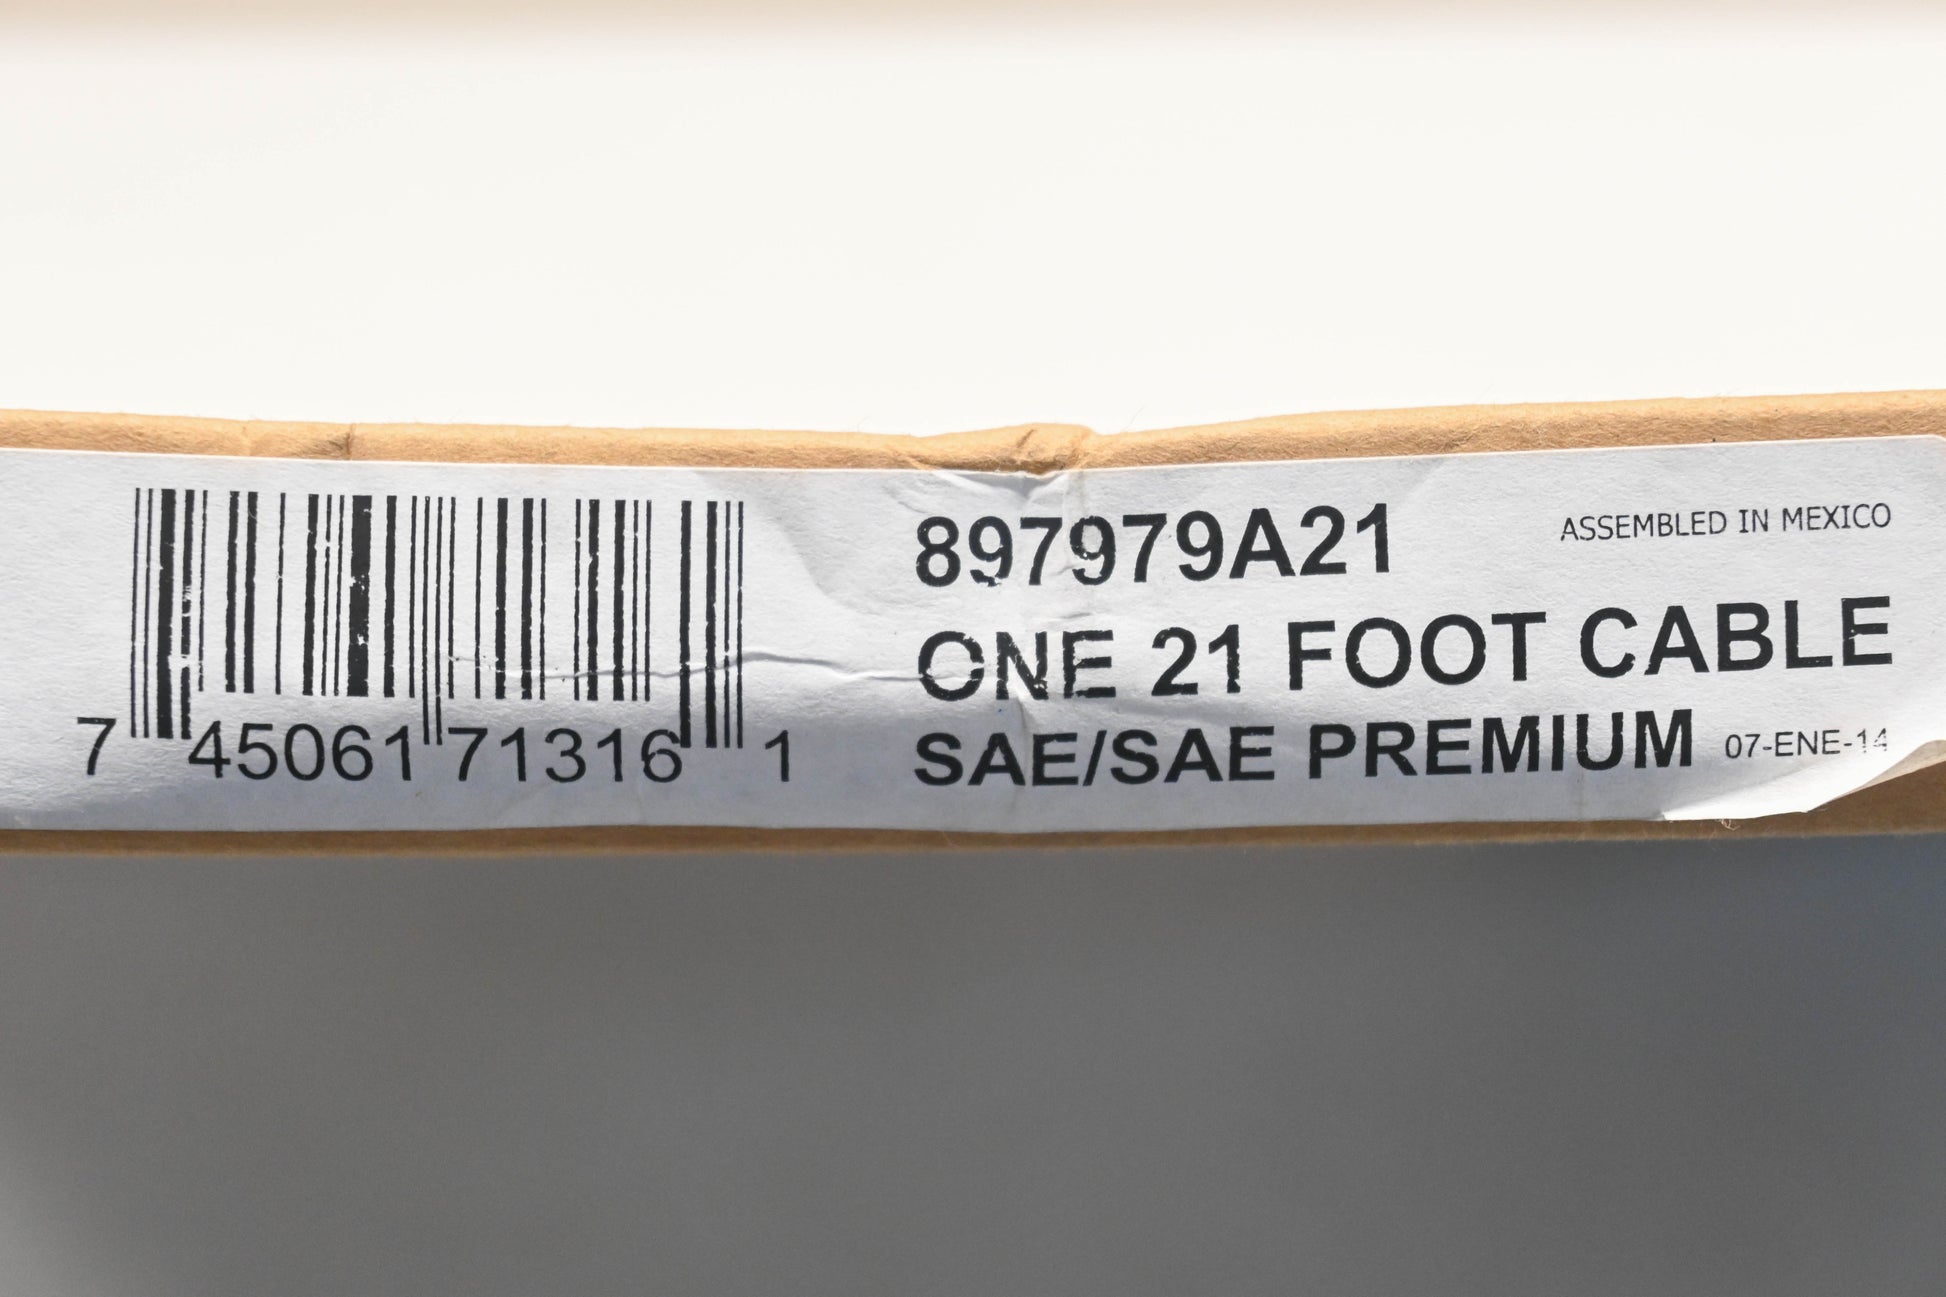 897979A21
ASSEMBLED IN MEXICO
ONE 21 FOOT CABLE
SAE/SAE PREMIUM 07-ENE-14
7 45061 71316 1